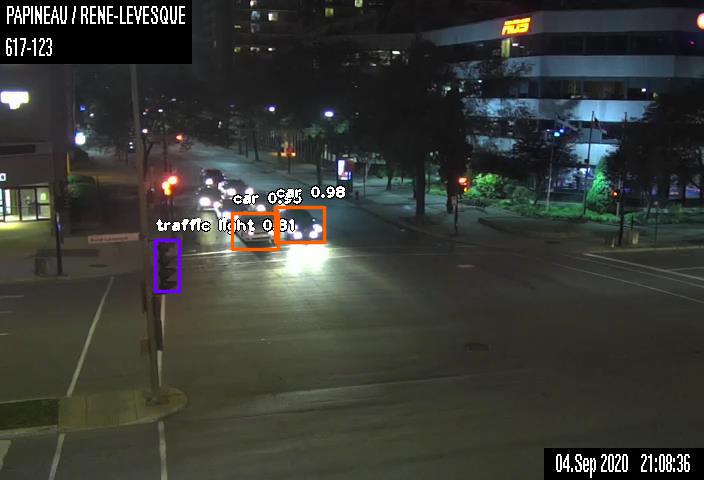 PAPINEAU / RENE-LEVESQUE
617-123
car 0.95
car 0.98
traffic light 0.81
04.Sep 2020 21:08:36